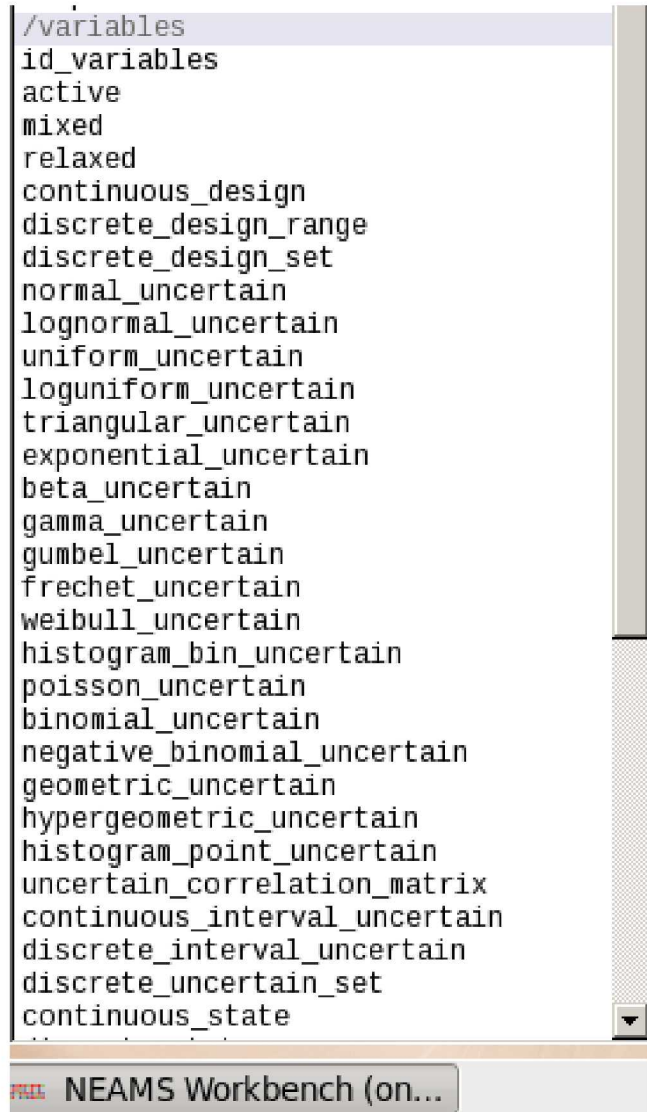 /variables
id_variables
active
mixed
relaxed
continuous_design
discrete_design_range
discrete_design_set
normal_uncertain
lognormal_uncertain
uniform_uncertain
loguniform_uncertain
triangular_uncertain
exponential_uncertain
beta_uncertain
gamma_uncertain
gumbel_uncertain
frechet_uncertain
weibull_uncertain
histogram_bin_uncertain
poisson_uncertain
binomial_uncertain
negative_binomial_uncertain
geometric_uncertain
hypergeometric_uncertain
histogram_point_uncertain
uncertain_correlation_matrix
continuous_interval_uncertain
discrete_interval_uncertain
discrete_uncertain_set
continuous_state
NEAMS Workbench (on...